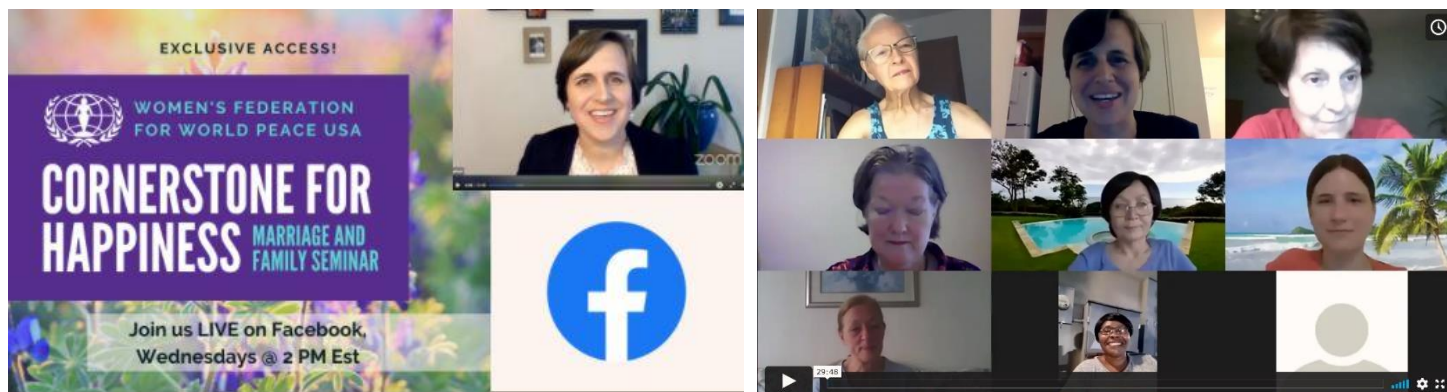 EXCLUSIVE ACCESS!
WOMEN'S FEDERATION
FOR WORLD PEACE USA
CORNERSTONE FOR
HAPPINESS
MARRIAGE AND
FAMILY SEMINAR
Join us LIVE on Facebook,
Wednesdays @ 2 PM Est
zoom
f
29:48